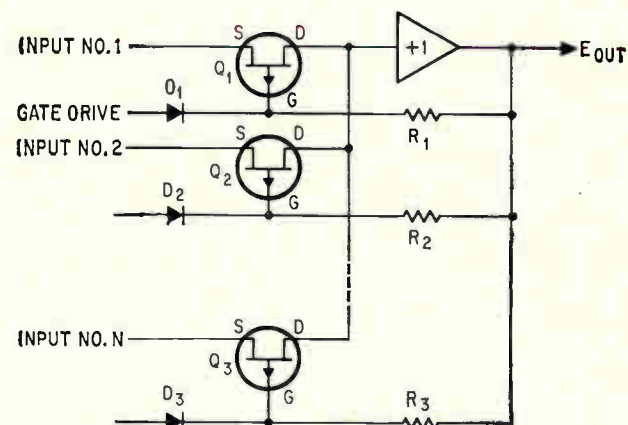 INPUT NO.1
S
D
+1
E OUT
Q1
G
D1
GATE DRIVE
R1
INPUT NO.2
S
D
Q2
G
D2
R2
INPUT NO. N
S
D
Q3
G
D3
R3